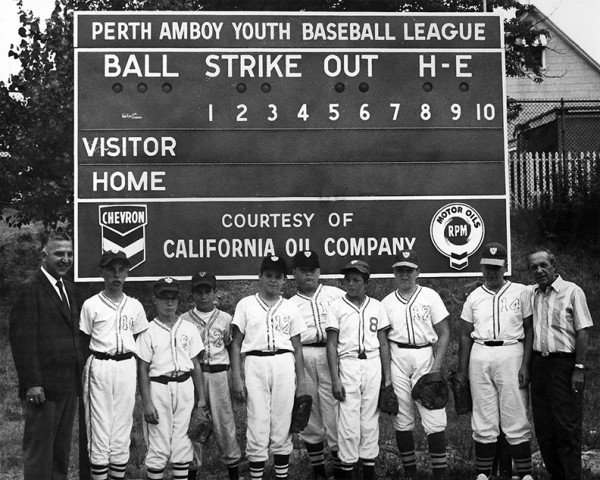 PERTH AMBOY YOUTH BASEBALL LEAGUE
BALL STRIKE OUT H-E
1 2 3 4 5 6 7 8 9 10
VISITOR
HOME
CHEVRON
COURTESY OF
CALIFORNIA OIL COMPANY
MOTOR OILS
RPM
8
14